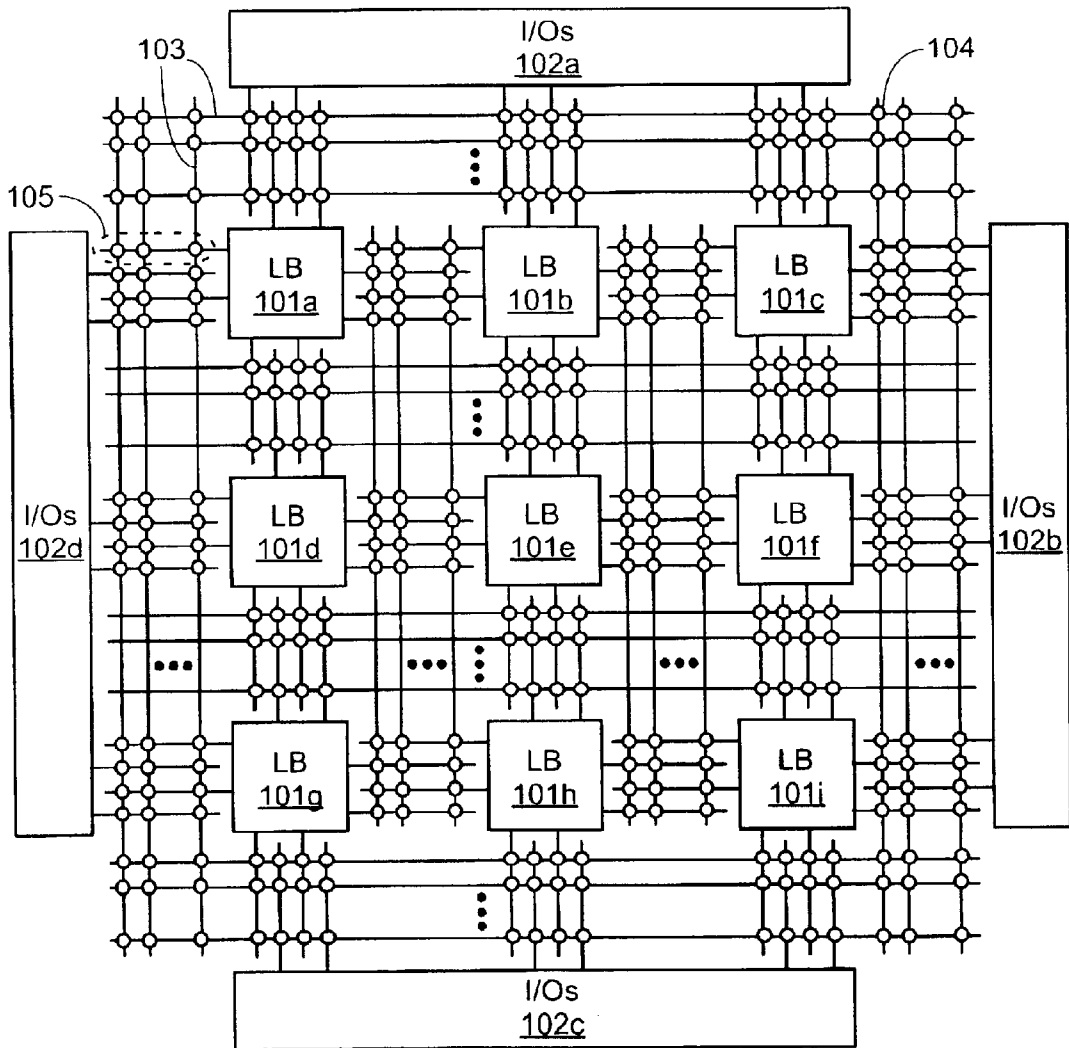 I/Os
102a
103
104
105
LB
101a
LB
101b
LB
101c
I/Os
102d
LB
101d
LB
101e
LB
101f
I/Os
102b
LB
101g
LB
101h
LB
101i
I/Os
102c